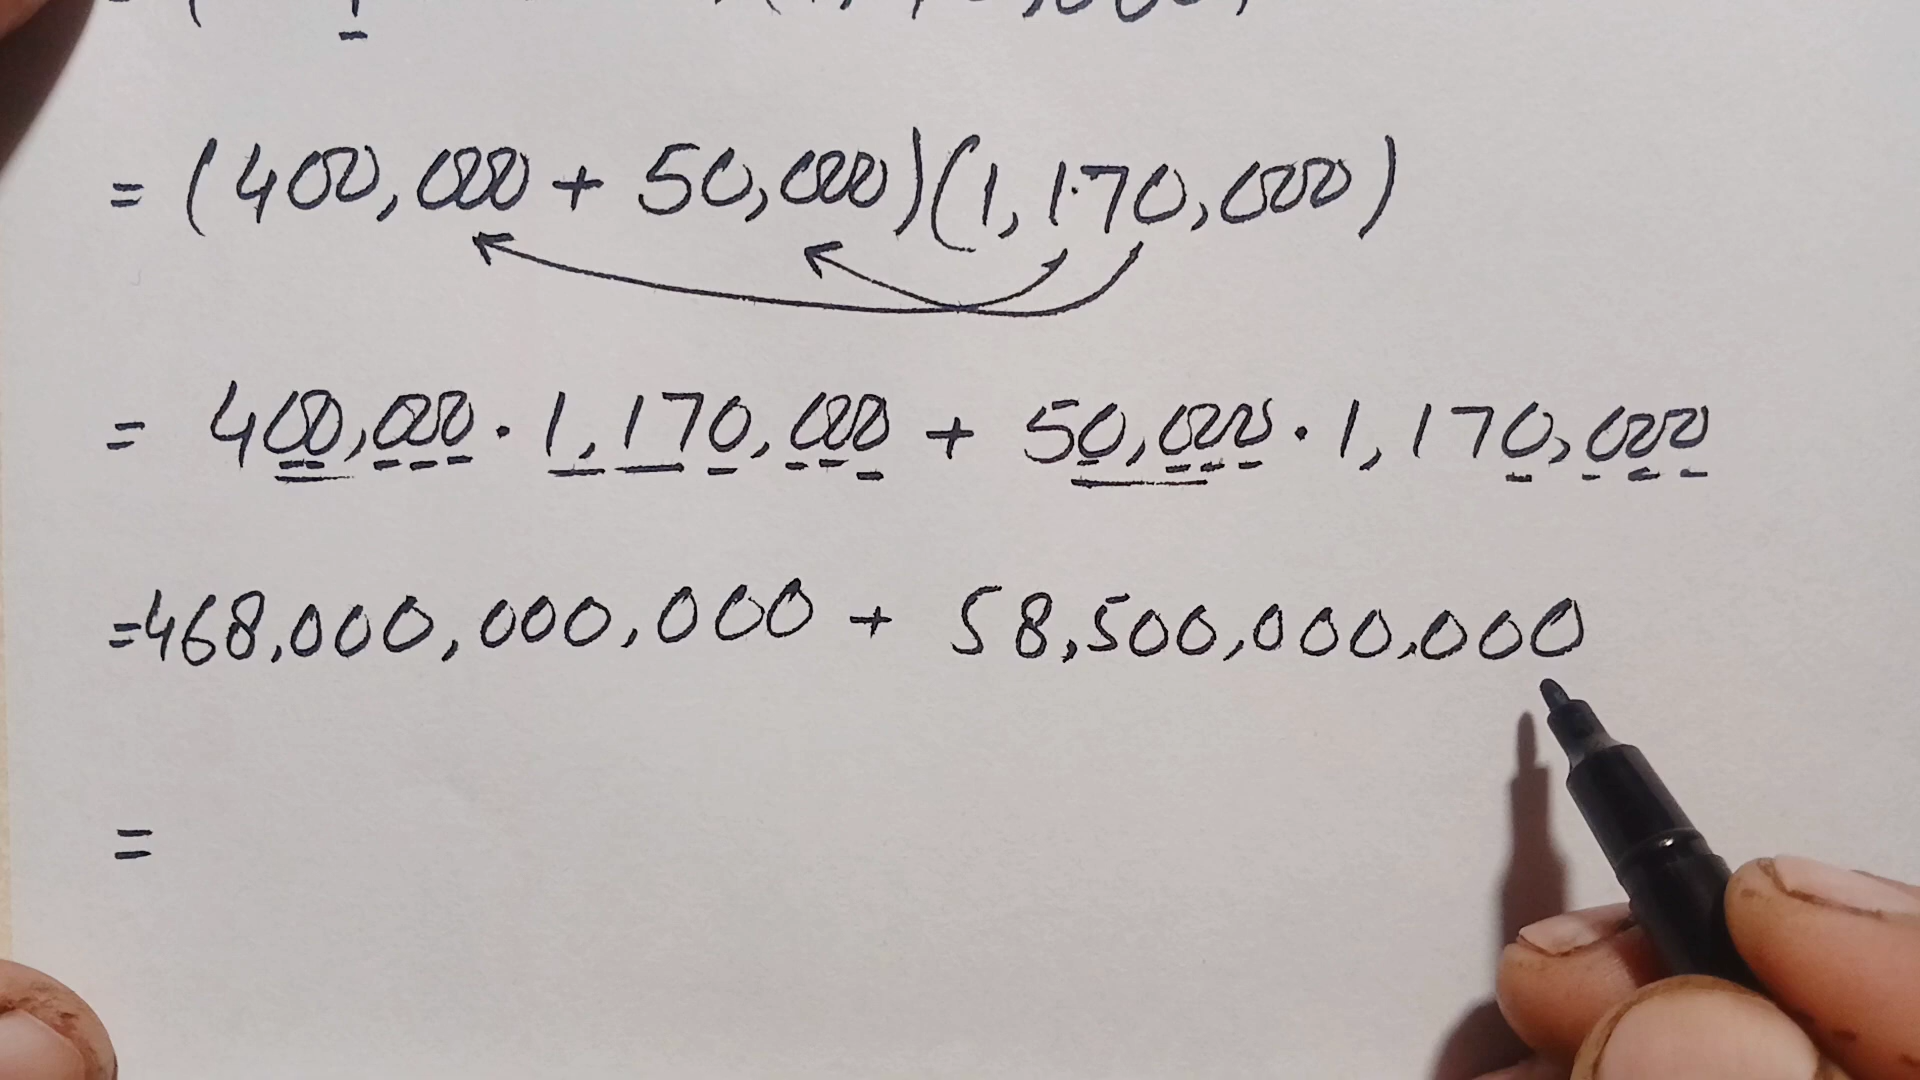 = (400,000 + 50,000)(1,170,000)
= 400,000 · 1,170,000 + 50,000 · 1,170,000
=468,000,000,000 + 58,500,000,000
=